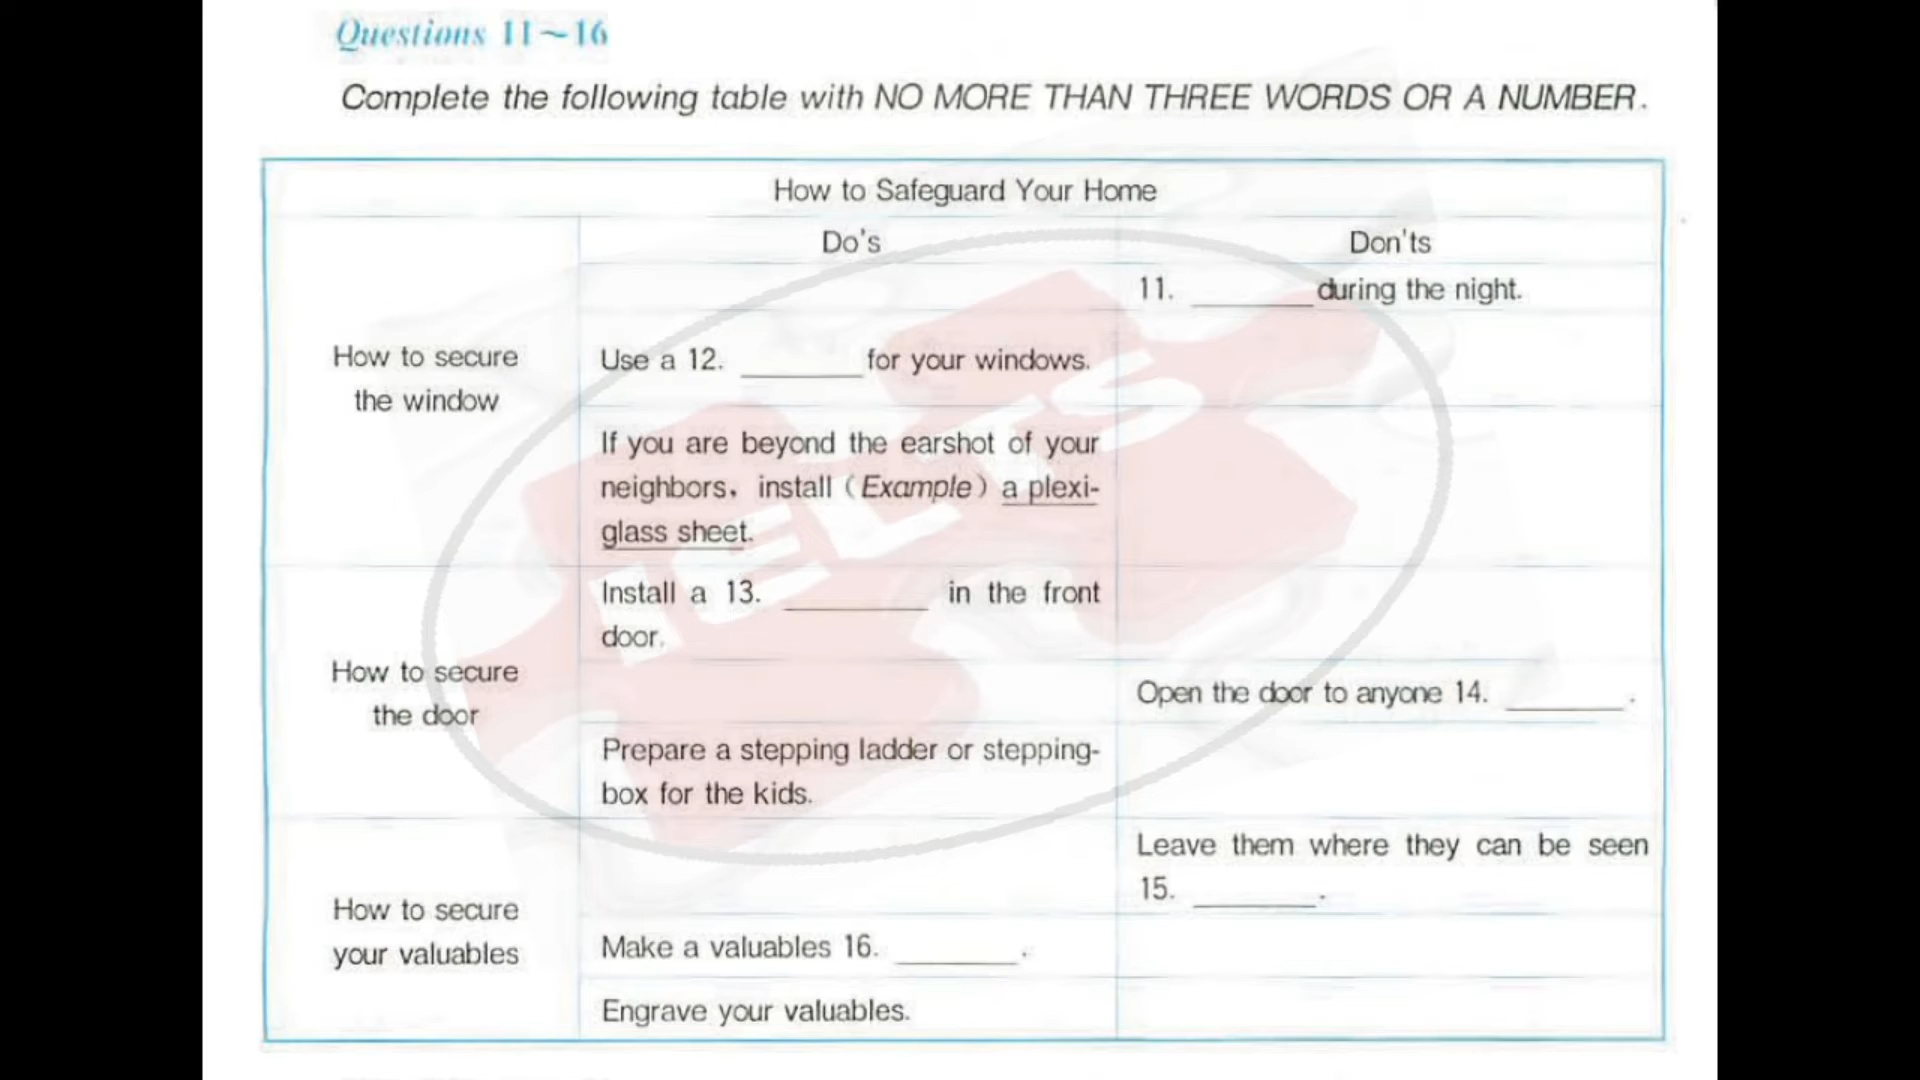 Questions 11~16
Complete the following table with NO MORE THAN THREE WORDS OR A NUMBER.
How to Safeguard Your Home
Do's
Don'ts
11. ________ during the night.
How to secure
the window
Use a 12. ________ for your windows.
If you are beyond the earshot of your
neighbors, install (Example) a plexi-
glass sheet.
How to secure
the door
Install a 13. ________ in the front
door.
Open the door to anyone 14. ________.
Prepare a stepping ladder or stepping-
box for the kids.
How to secure
your valuables
Leave them where they can be seen
15. ________.
Make a valuables 16. ________.
Engrave your valuables.
IELTS